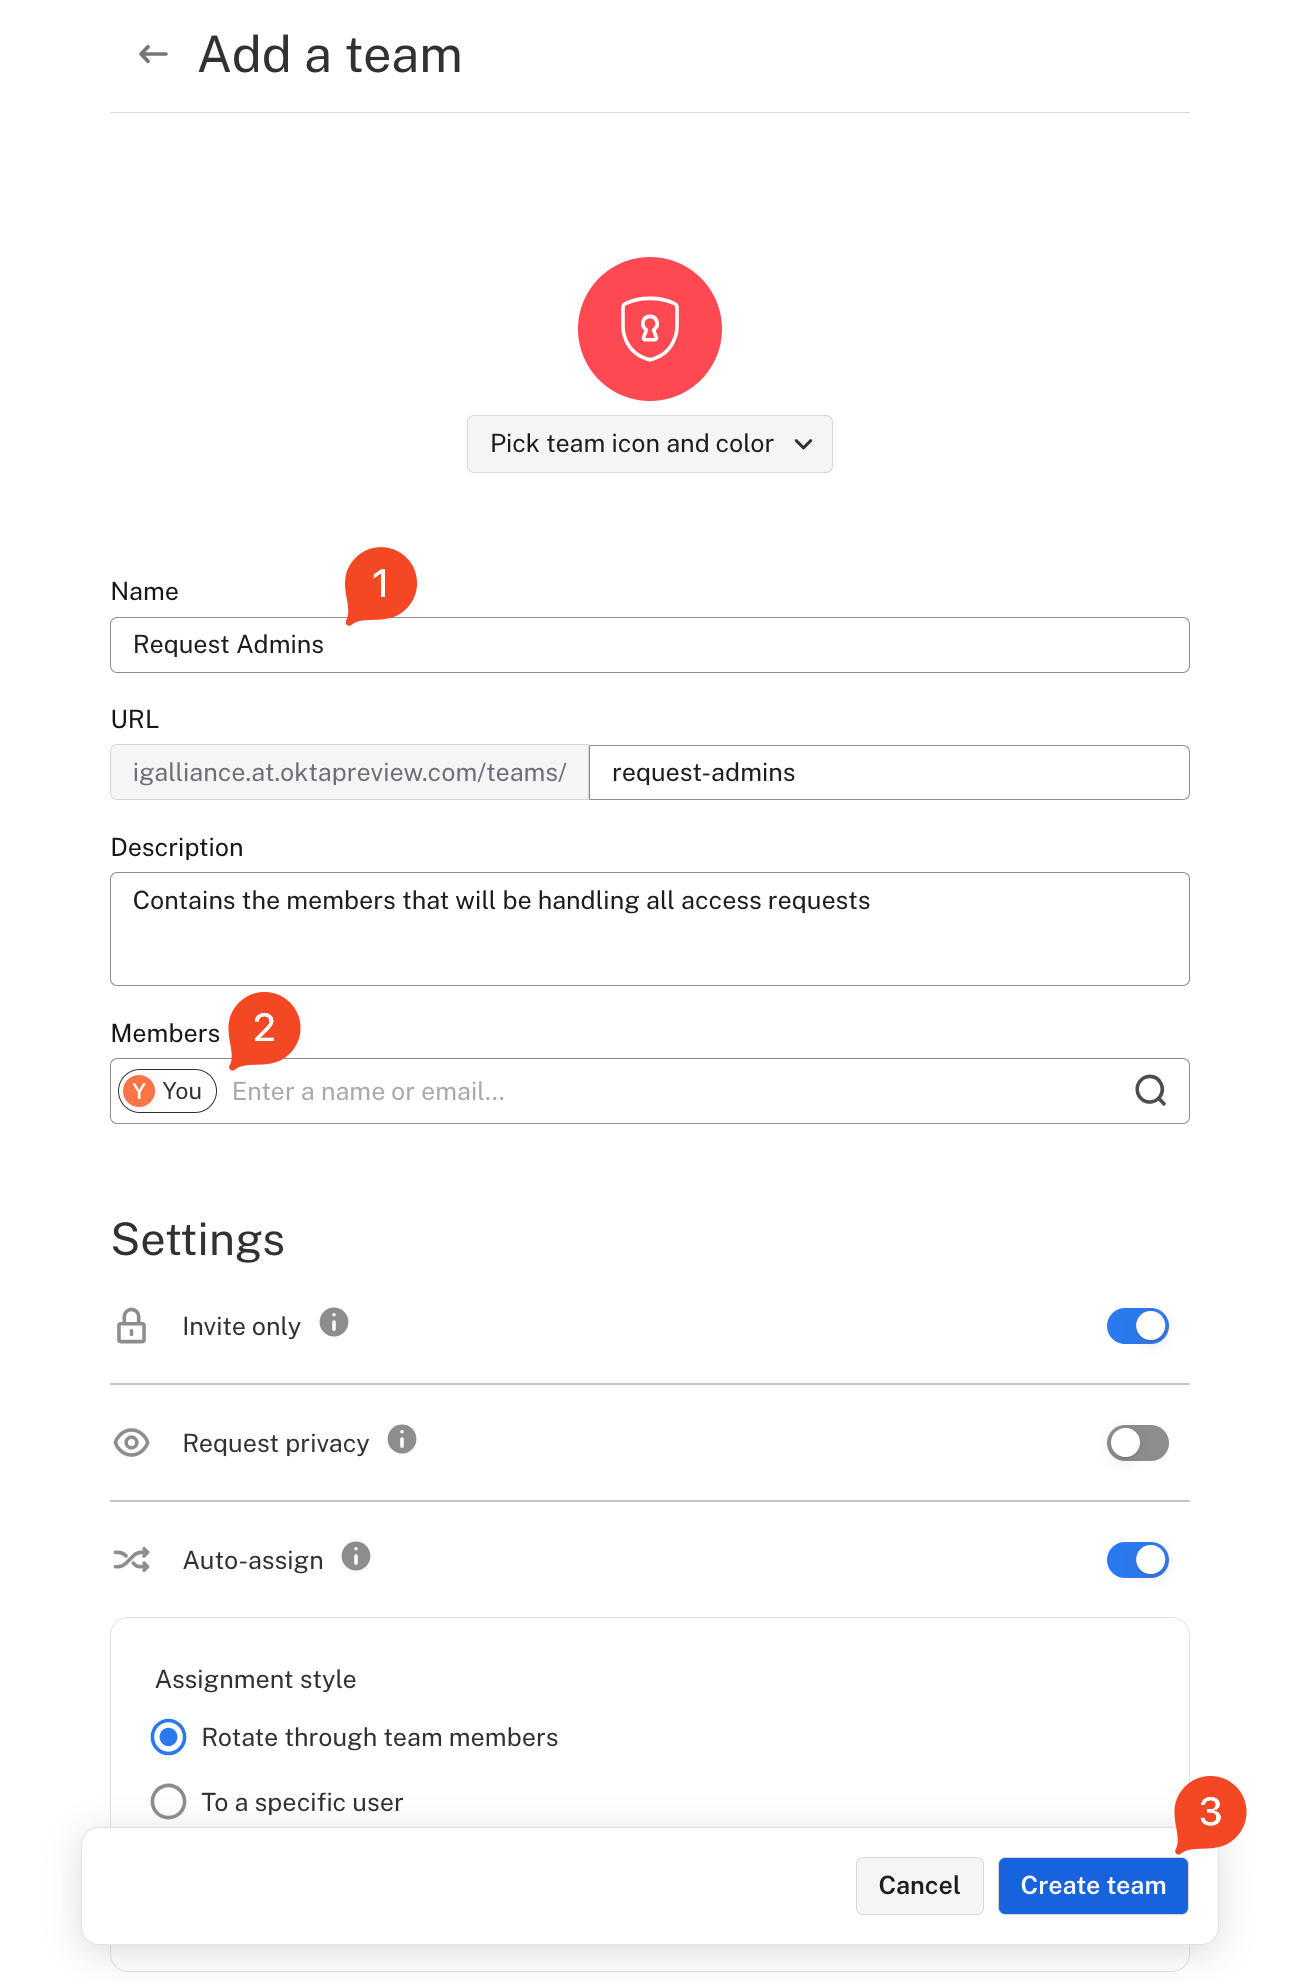 Add a team
Pick team icon and color
1
Name
Request Admins
URL
igalliance.at.oktapreview.com/teams/ request-admins
Description
Contains the members that will be handling all access requests
2
Members
Y You Enter a name or email...
Settings
Invite only
Request privacy
Auto-assign
Assignment style
Rotate through team members
To a specific user
3
Cancel Create team